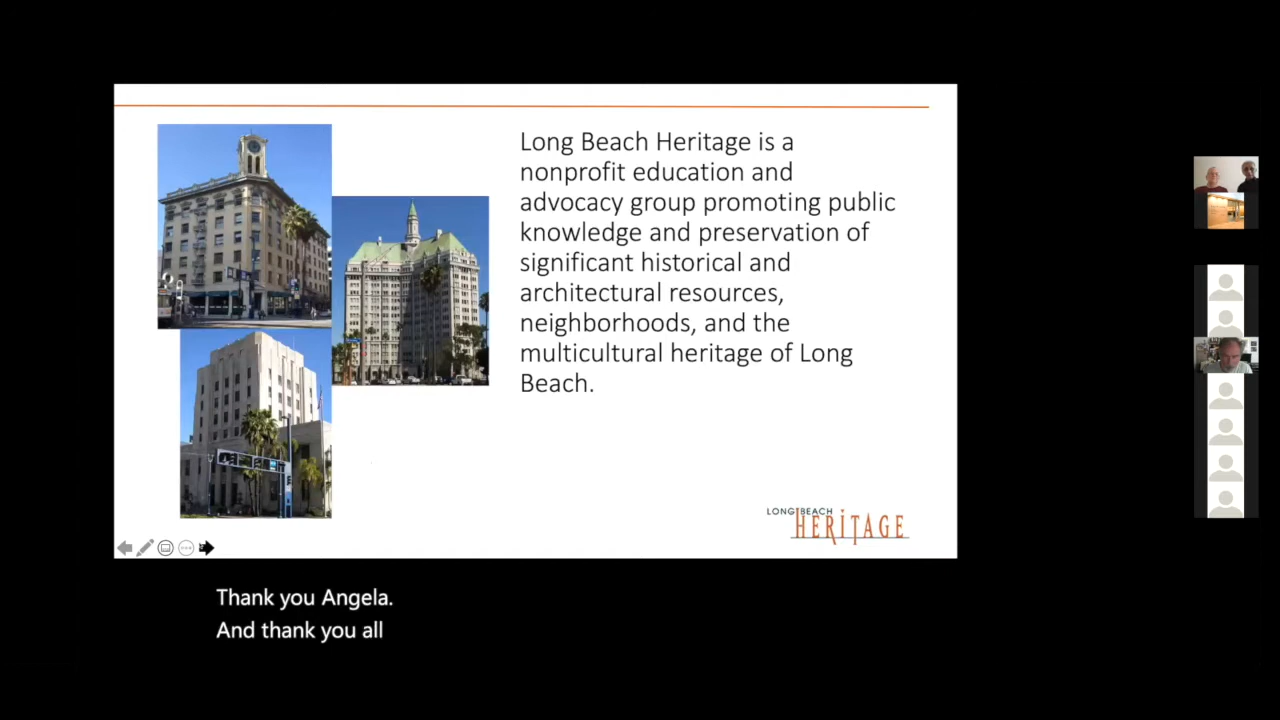 Long Beach Heritage is a
nonprofit education and
advocacy group promoting public
knowledge and preservation of
significant historical and
architectural resources,
neighborhoods, and the
multicultural heritage of Long
Beach.
LONG BEACH
HERITAGE
Thank you Angela.
And thank you all